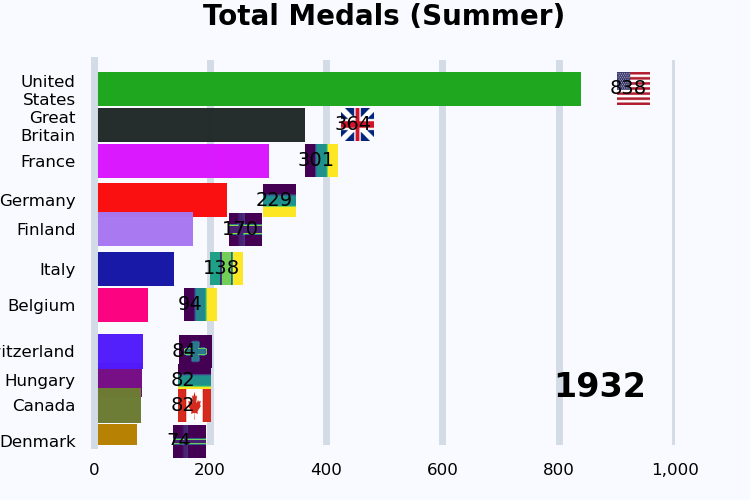 Total Medals (Summer)
United
States
838
Great
Britain
364
France
301
Germany
229
Finland
170
Italy
138
Belgium
94
itzerland
84
Hungary
82
1932
Canada
82
Denmark
74
0 200 400 600 800 1,000